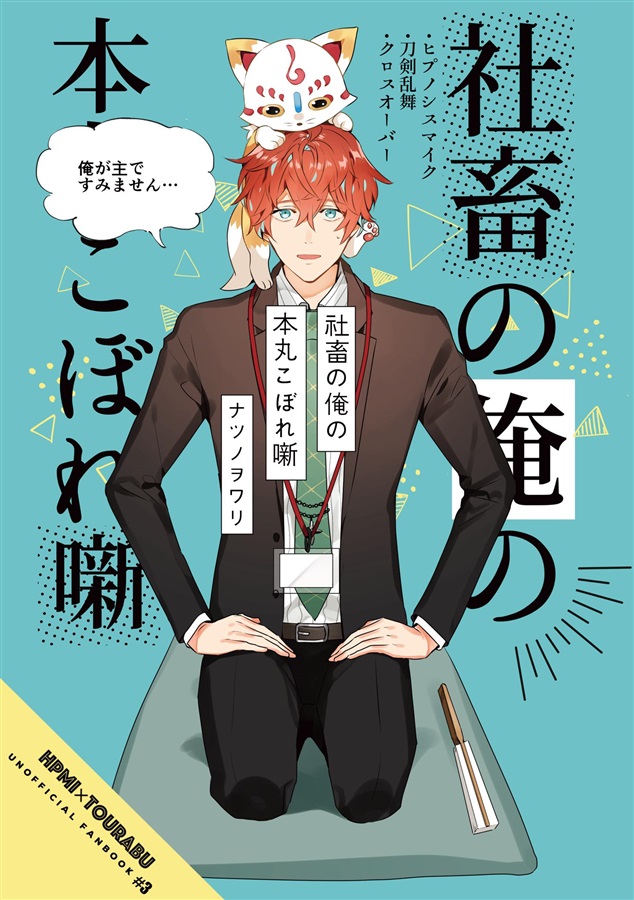 社畜の俺の
本丸こぼれ噺
・ヒプノシスマイク
・刀剣乱舞
・クロスオーバー
俺が主で
すみません…
社畜の俺の
本丸こぼれ噺
ナツノヲワリ
HPMI×TOURABU
UNOFFICIAL FANBOOK #3